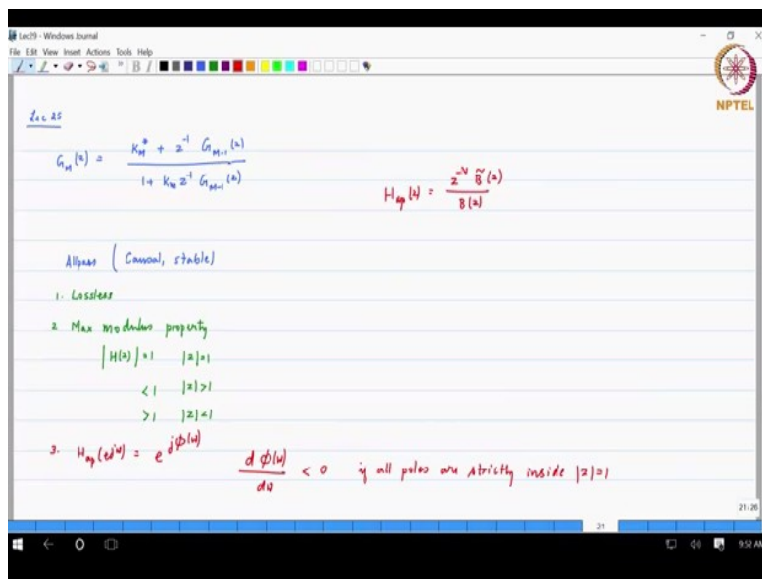 Lec19 - Windows Journal
File Edit View Insert Actions Tools Help
NPTEL
Lec 25
G_M(z) = (K_M^* + z^-1 G_M-1(z)) / (1 + K_M z^-1 G_M-1(z))
H_ap(z) = z^-N B̃(z) / B(z)
Allpass (Causal, stable)
1. Lossless
2 Max modulus property
|H(z)| = 1 |z|=1
< 1 |z|>1
> 1 |z|<1
3. H_ap(e^jω) = e^jϕ(ω)
dϕ(ω)/dω < 0 if all poles are strictly inside |z|=1
21:26
21
9:52 AM